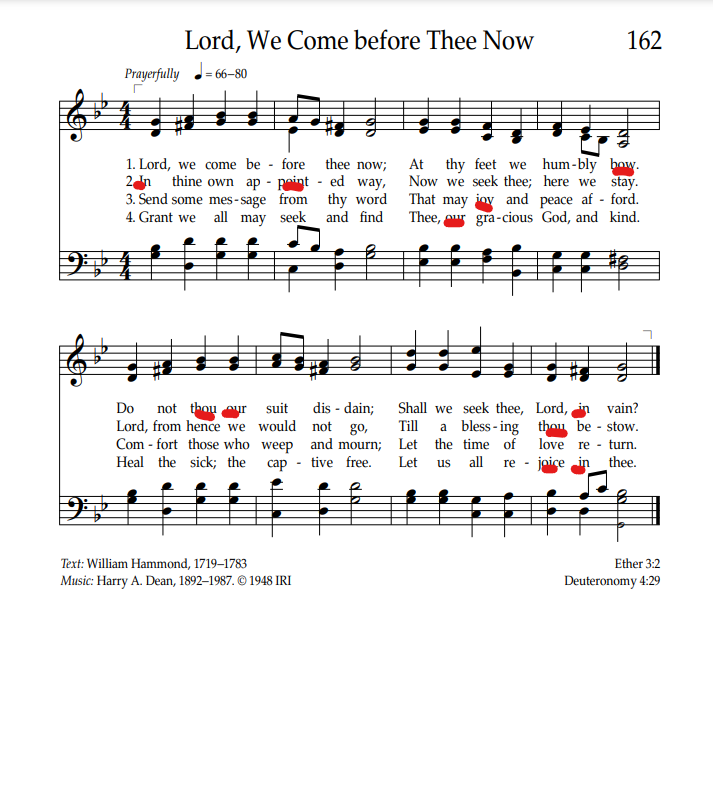 Lord, We Come before Thee Now 162
Prayerfully ♩ = 66–80
1. Lord, we come be - fore thee now; At thy feet we hum - bly bow.
2. In thine own ap - point - ed way, Now we seek thee; here we stay.
3. Send some mes - sage from thy word That may joy and peace af - ford.
4. Grant we all may seek and find Thee, our gra - cious God, and kind.
Do not thou our suit dis - dain; Shall we seek thee, Lord, in vain?
Lord, from hence we would not go, Till a bless - ing thou be - stow.
Com - fort those who weep and mourn; Let the time of love re - turn.
Heal the sick; the cap - tive free. Let us all re - joice in thee.
Text: William Hammond, 1719–1783 Ether 3:2
Music: Harry A. Dean, 1892–1987. © 1948 IRI Deuteronomy 4:29